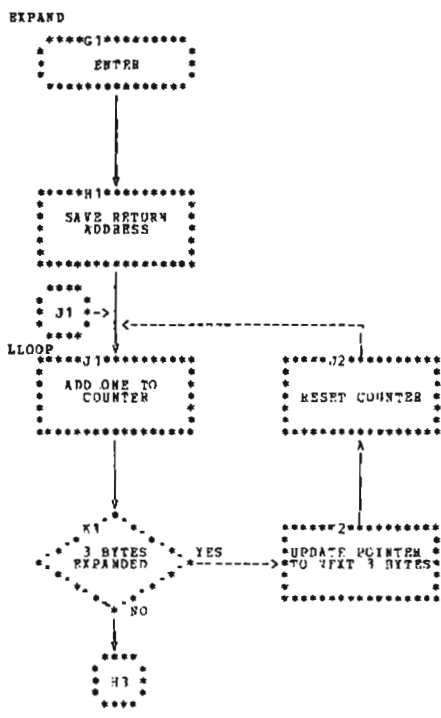 EXPAND
G1
ENTER
H1
SAVE RETURN
ADDRESS
J1
LLOOP
J1
ADD ONE TO
COUNTER
J2
RESET COUNTER
K1
3 BYTES
EXPANDED
YES
K2
UPDATE POINTER
TO NEXT 3 BYTES
NO
H3